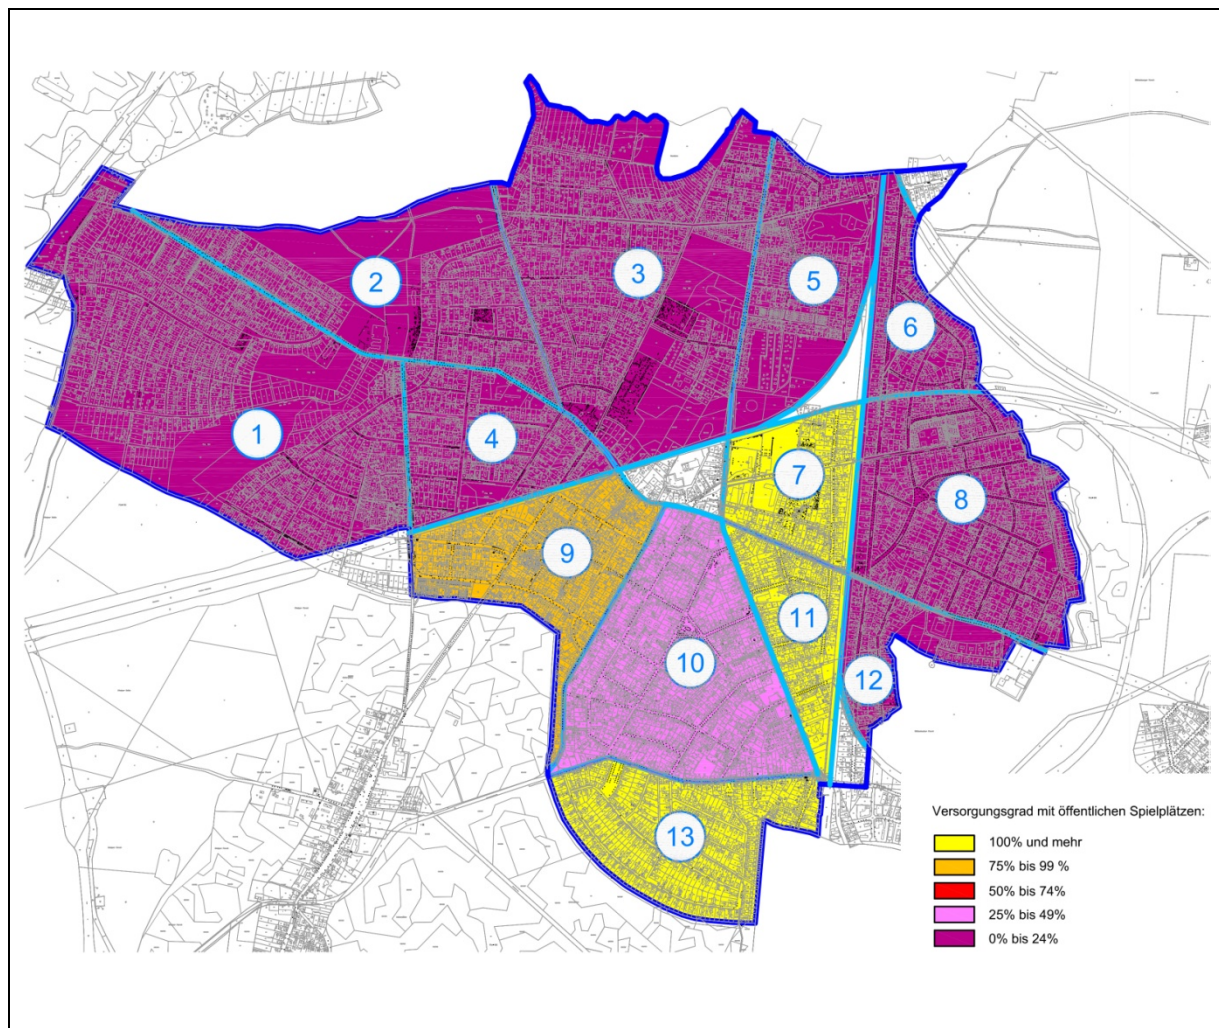 2
3
5
6
1
4
7
8
9
11
10
12
13
Versorgungsgrad mit öffentlichen Spielplätzen:
100% und mehr
75% bis 99 %
50% bis 74%
25% bis 49%
0% bis 24%